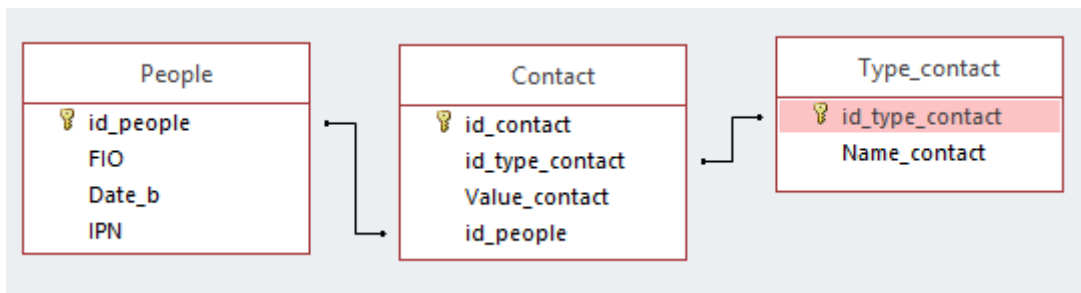 People
id_people
FIO
Date_b
IPN
Contact
id_contact
id_type_contact
Value_contact
id_people
Type_contact
id_type_contact
Name_contact